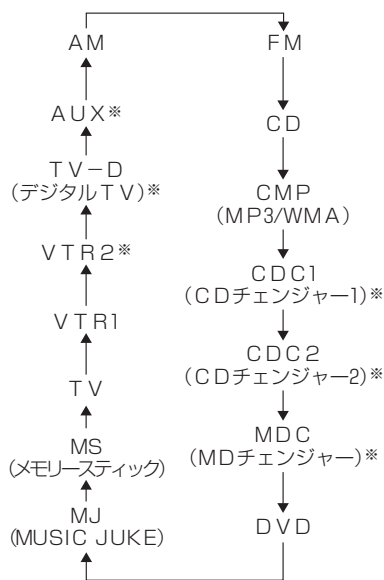 AM
FM
AUX※
CD
TV－D
(デジタルTV)※
CMP
(MP3/WMA)
VTR2※
CDC1
(CDチェンジャー1)※
VTR1
CDC2
(CDチェンジャー2)※
TV
MDC
(MDチェンジャー)※
MS
(メモリースティック)
MJ
(MUSIC JUKE)
DVD